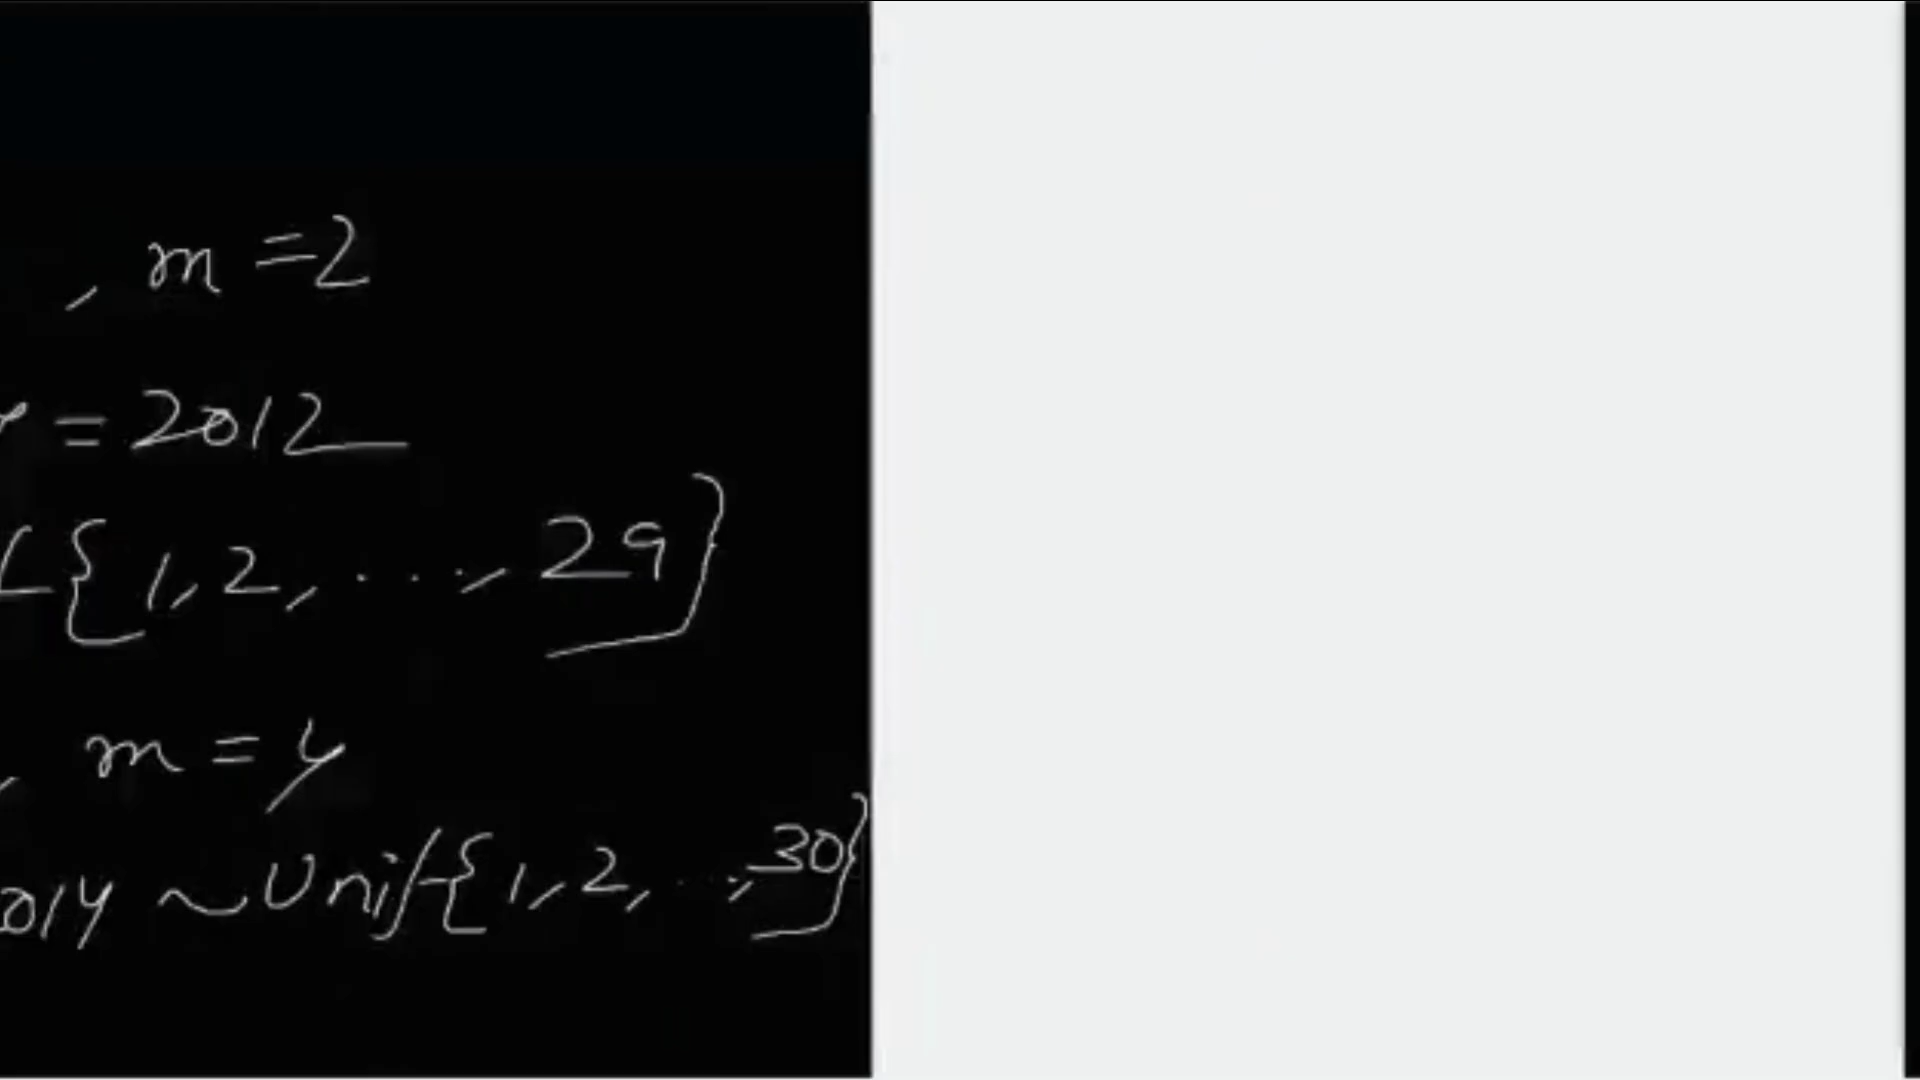 , m = 2
= 2012
{1, 2, . . ., 29}
, m = 4
014 ~ Unif{1, 2, ..., 30}